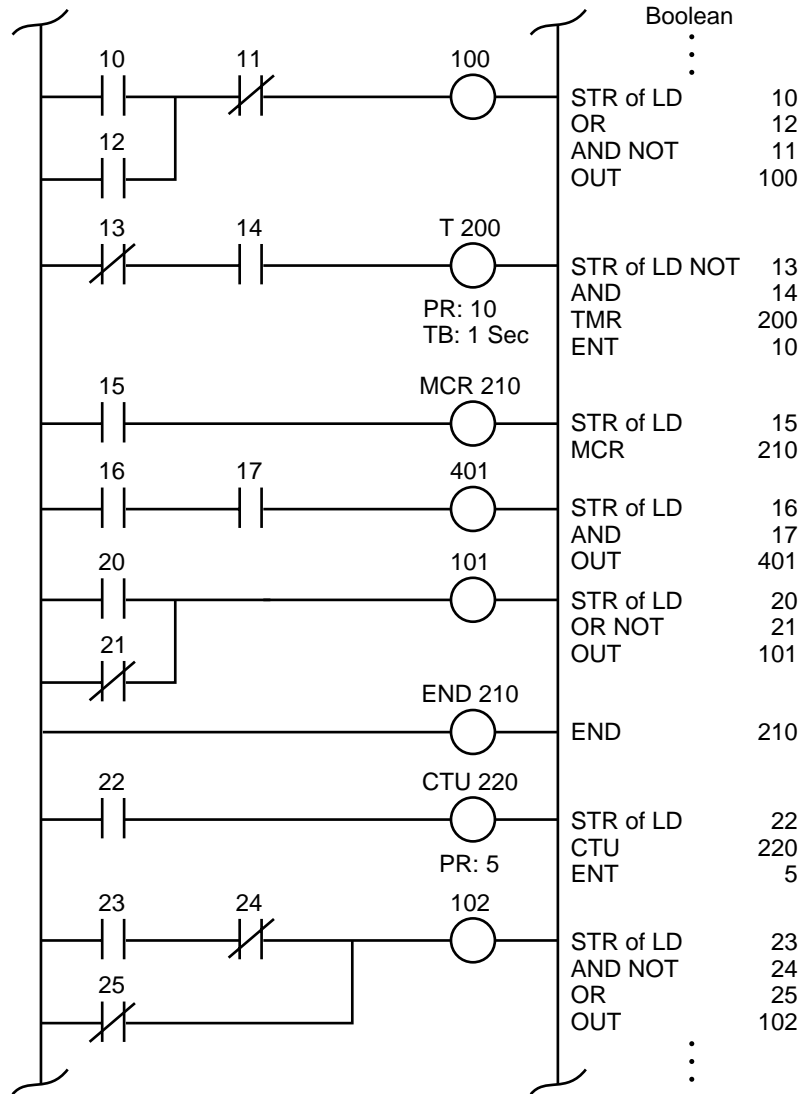 Boolean
10 11 100
STR of LD 10
12
OR 12
AND NOT 11
OUT 100
13 14 T 200
STR of LD NOT 13
PR: 10
AND 14
TB: 1 Sec
TMR 200
ENT 10
15 MCR 210
STR of LD 15
MCR 210
16 17 401
STR of LD 16
AND 17
OUT 401
20 101
STR of LD 20
OR NOT 21
21
OUT 101
END 210
END 210
22 CTU 220
STR of LD 22
CTU 220
PR: 5
ENT 5
23 24 102
STR of LD 23
AND NOT 24
25
OR 25
OUT 102